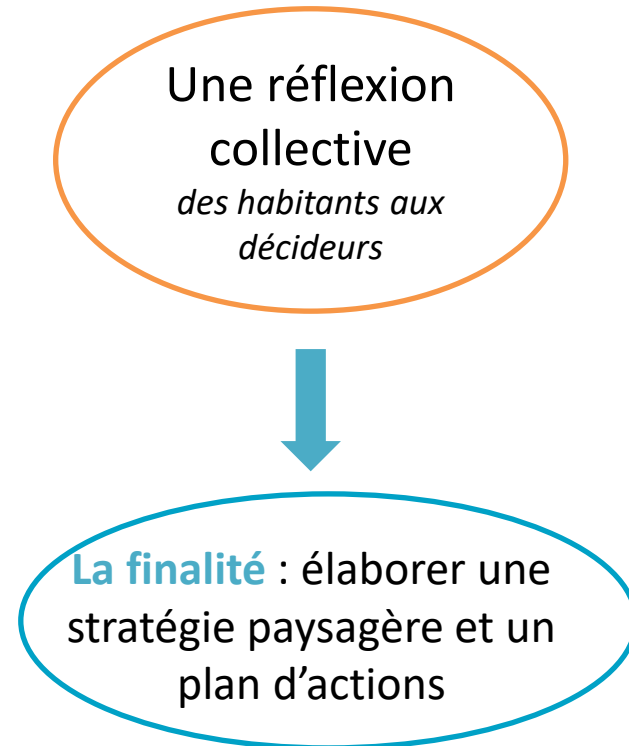 Une réflexion
collective
des habitants aux
décideurs
La finalité : élaborer une
stratégie paysagère et un
plan d’actions